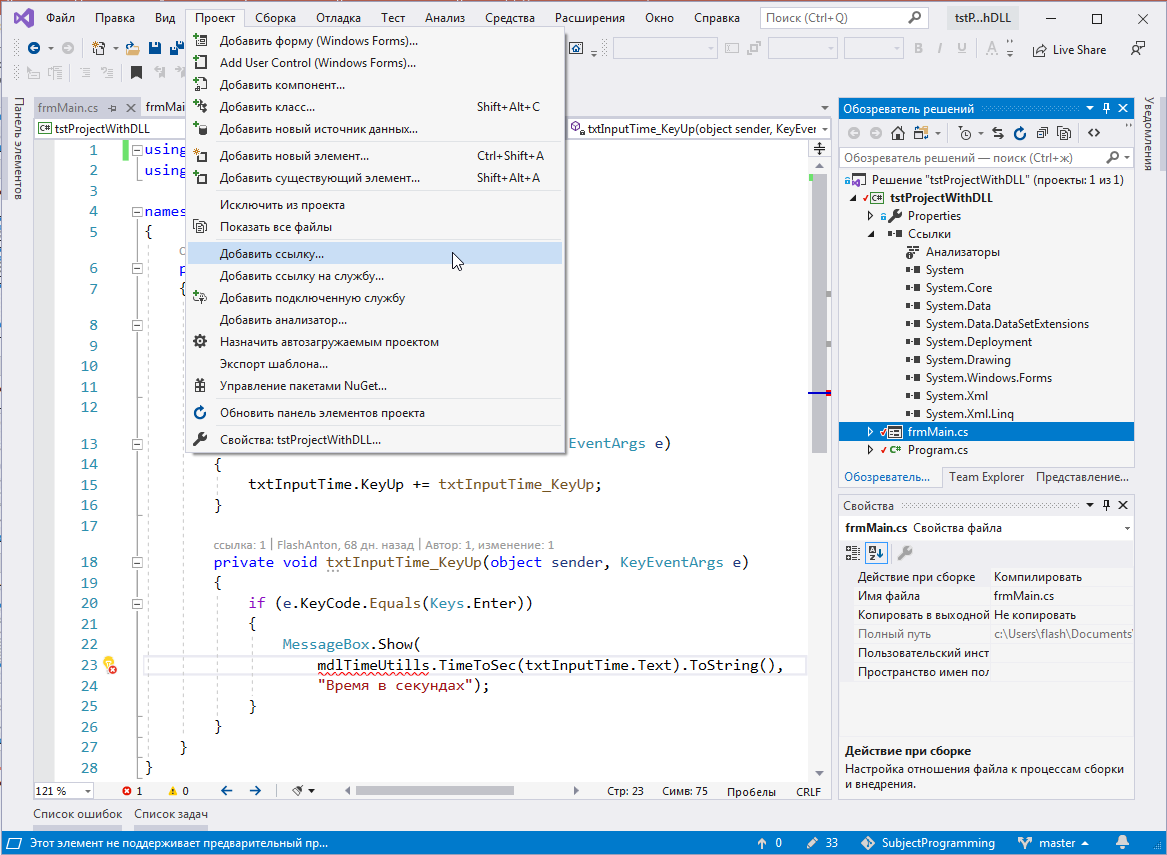 Файл Правка Вид Проект Сборка Отладка Тест Анализ Средства Расширения Окно Справка Поиск (Ctrl+Q) tstP...hDLL
Live Share
Добавить форму (Windows Forms)...
Add User Control (Windows Forms)...
Добавить компонент...
Добавить класс... Shift+Alt+C
Добавить новый источник данных...
Добавить новый элемент... Ctrl+Shift+A
Добавить существующий элемент... Shift+Alt+A
Исключить из проекта
Показать все файлы
Добавить ссылку...
Добавить ссылку на службу...
Добавить подключенную службу
Добавить анализатор...
Назначить автозагружаемым проектом
Экспорт шаблона...
Управление пакетами NuGet...
Обновить панель элементов проекта
Свойства: tstProjectWithDLL...
Панель элементов
frmMain.cs frmMai
tstProjectWithDLL txtInputTime_KeyUp(object sender, KeyEver
1 using
2 using
3
4 names
5 {
6 p
7 {
8
9
10
11
12
13 EventArgs e)
14 {
15 txtInputTime.KeyUp += txtInputTime_KeyUp;
16 }
17
ссылка: 1 | FlashAnton, 68 дн. назад | Автор: 1, изменение: 1
18 private void txtInputTime_KeyUp(object sender, KeyEventArgs e)
19 {
20 if (e.KeyCode.Equals(Keys.Enter))
21 {
22 MessageBox.Show(
23 mdlTimeUtills.TimeToSec(txtInputTime.Text).ToString(),
24 "Время в секундах");
25 }
26 }
27 }
28 }
121 % 1 0 Стр: 23 Симв: 75 Пробелы CRLF
Список ошибок Список задач
Обозреватель решений
Обозреватель решений — поиск (Ctrl+ж)
Решение "tstProjectWithDLL" (проекты: 1 из 1)
tstProjectWithDLL
Properties
Ссылки
Анализаторы
System
System.Core
System.Data
System.Data.DataSetExtensions
System.Deployment
System.Drawing
System.Windows.Forms
System.Xml
System.Xml.Linq
frmMain.cs
Program.cs
Обозреватель... Team Explorer Представление...
Уведомления
Свойства
frmMain.cs Свойства файла
Действие при сборке Компилировать
Имя файла frmMain.cs
Копировать в выходной Не копировать
Полный путь c:\Users\flash\Documents\
Пользовательский инст
Пространство имен пол
Действие при сборке
Настройка отношения файла к процессам сборки
и внедрения.
Этот элемент не поддерживает предварительный пр... 0 33 SubjectProgramming master